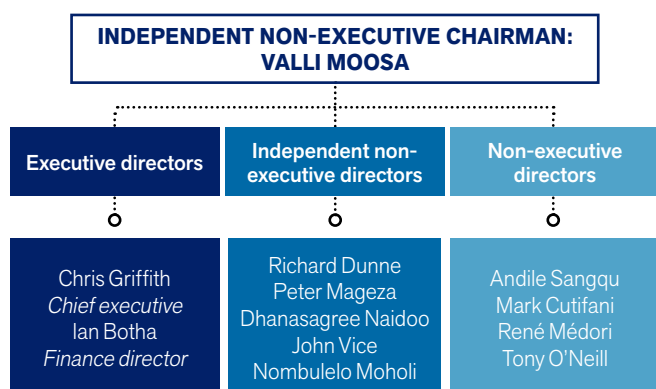 INDEPENDENT NON-EXECUTIVE CHAIRMAN:
VALLI MOOSA
Executive directors
Independent non-
executive directors
Non-executive
directors
Chris Griffith
Chief executive
Ian Botha
Finance director
Richard Dunne
Peter Mageza
Dhanasagree Naidoo
John Vice
Nombulelo Moholi
Andile Sangqu
Mark Cutifani
René Médori
Tony O'Neill